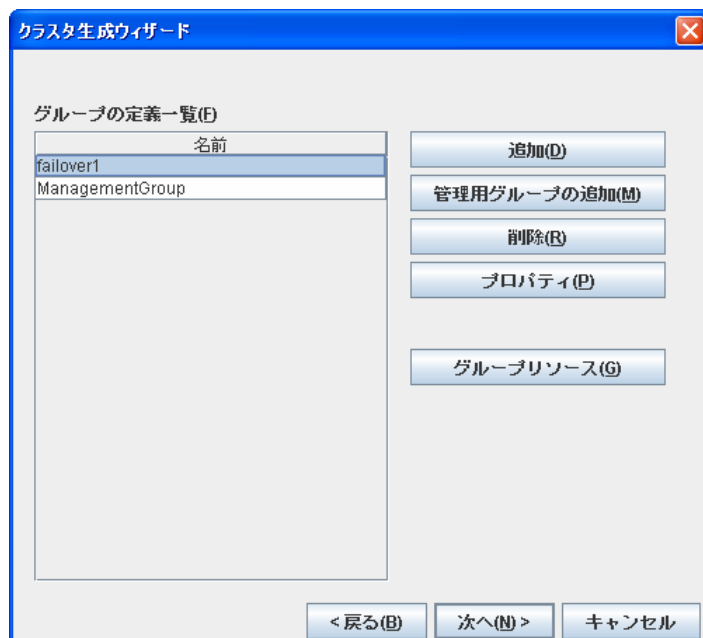 クラスタ生成ウィザード
グループの定義一覧(F)
名前
failover1
ManagementGroup
追加(D)
管理用グループの追加(M)
削除(R)
プロパティ(P)
グループリソース(G)
< 戻る(B)
次へ(N) >
キャンセル